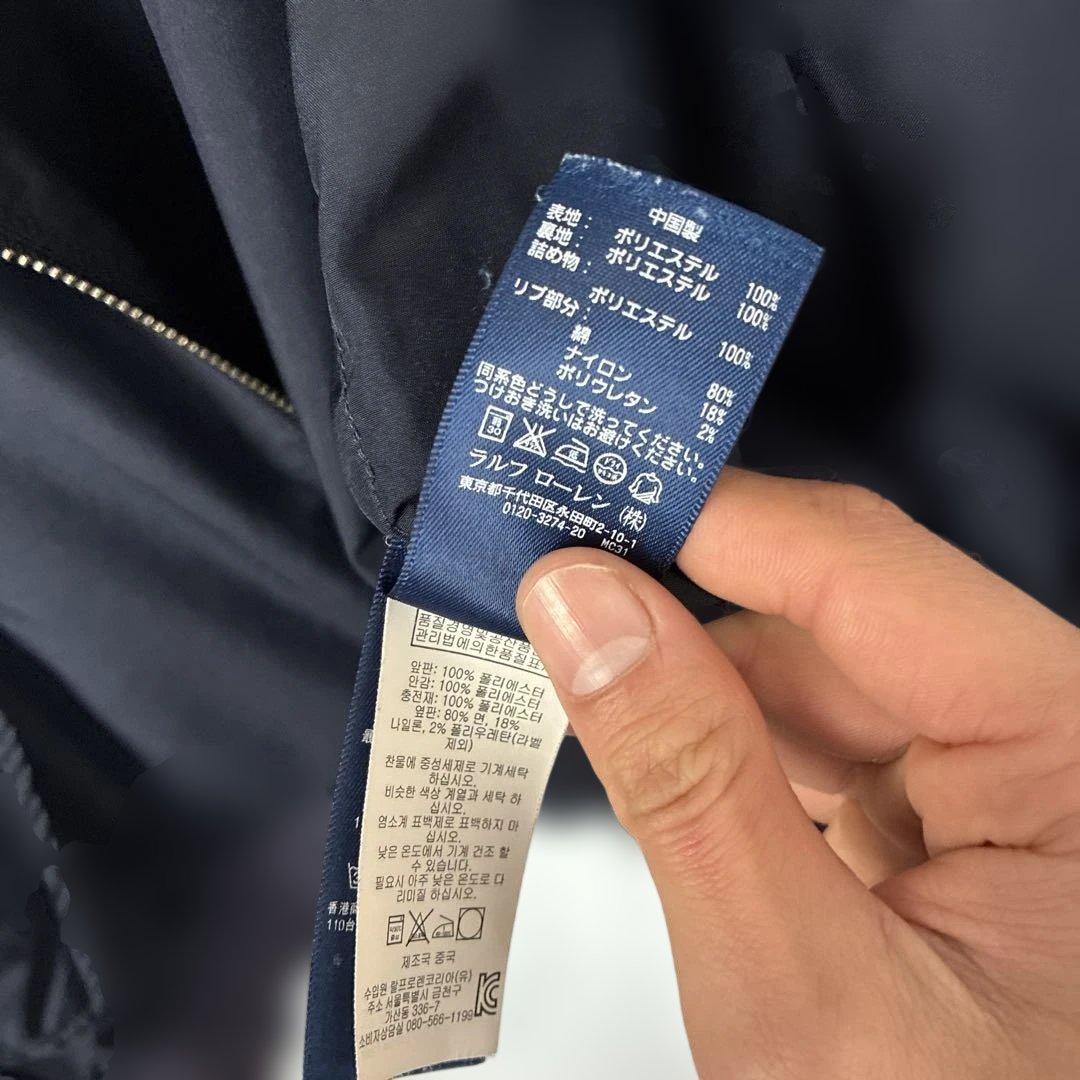 中国製
表地: ポリエステル 100%
裏地: ポリエステル 100%
詰め物:
ポリエステル 100%
リブ部分:
綿 80%
ナイロン 18%
ポリウレタン 2%
同系色どうしで洗ってください。
つけおき洗いはお避けください。
ラルフ ローレン (株)
東京都千代田区永田町2-10-1
0120-3274-20 MC31
품질경영및공산품
관리법에의한품질표시
앞판: 100% 폴리에스터
안감: 100% 폴리에스터
충전재: 100% 폴리에스터
옆판: 80% 면, 18%
나일론, 2% 폴리우레탄(라벨
제외)
찬물에 중성세제로 기계세탁
하십시오.
비슷한 색상 계열과 세탁 하
십시오.
염소계 표백제로 표백하지 마
십시오.
낮은 온도에서 기계 건조 할
수 있습니다.
필요시 아주 낮은 온도로 다
리미질 하십시오.
제조국 중국
수입원 랄프로렌코리아(유)
주소 서울특별시 금천구
가산동 336-7
소비자상담실 080-566-1199
香港商
110台